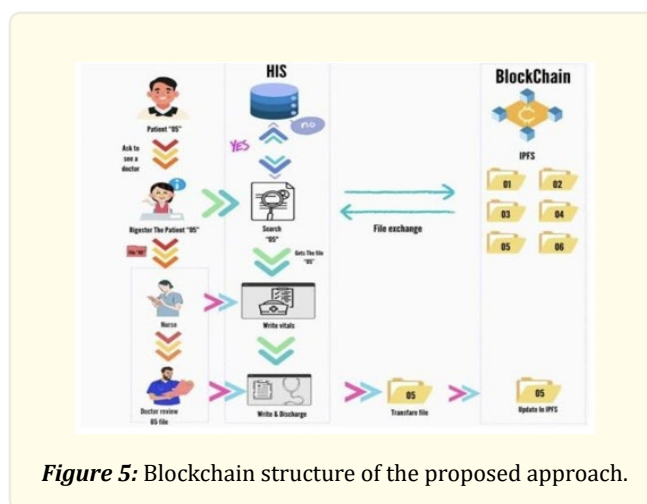 HIS
BlockChain
no
YES
Patient "05"
IPFS
Ask to
see a
doctor
01
02
Rigester The Patient "05"
Search
"05"
03
04
File exchange
05
06
Gets The file
"05"
Nurse
Write vitals
05
05
Doctor review
05 file
Write & Discharge
Transfare file
Update In IPFS
Figure 5: Blockchain structure of the proposed approach.